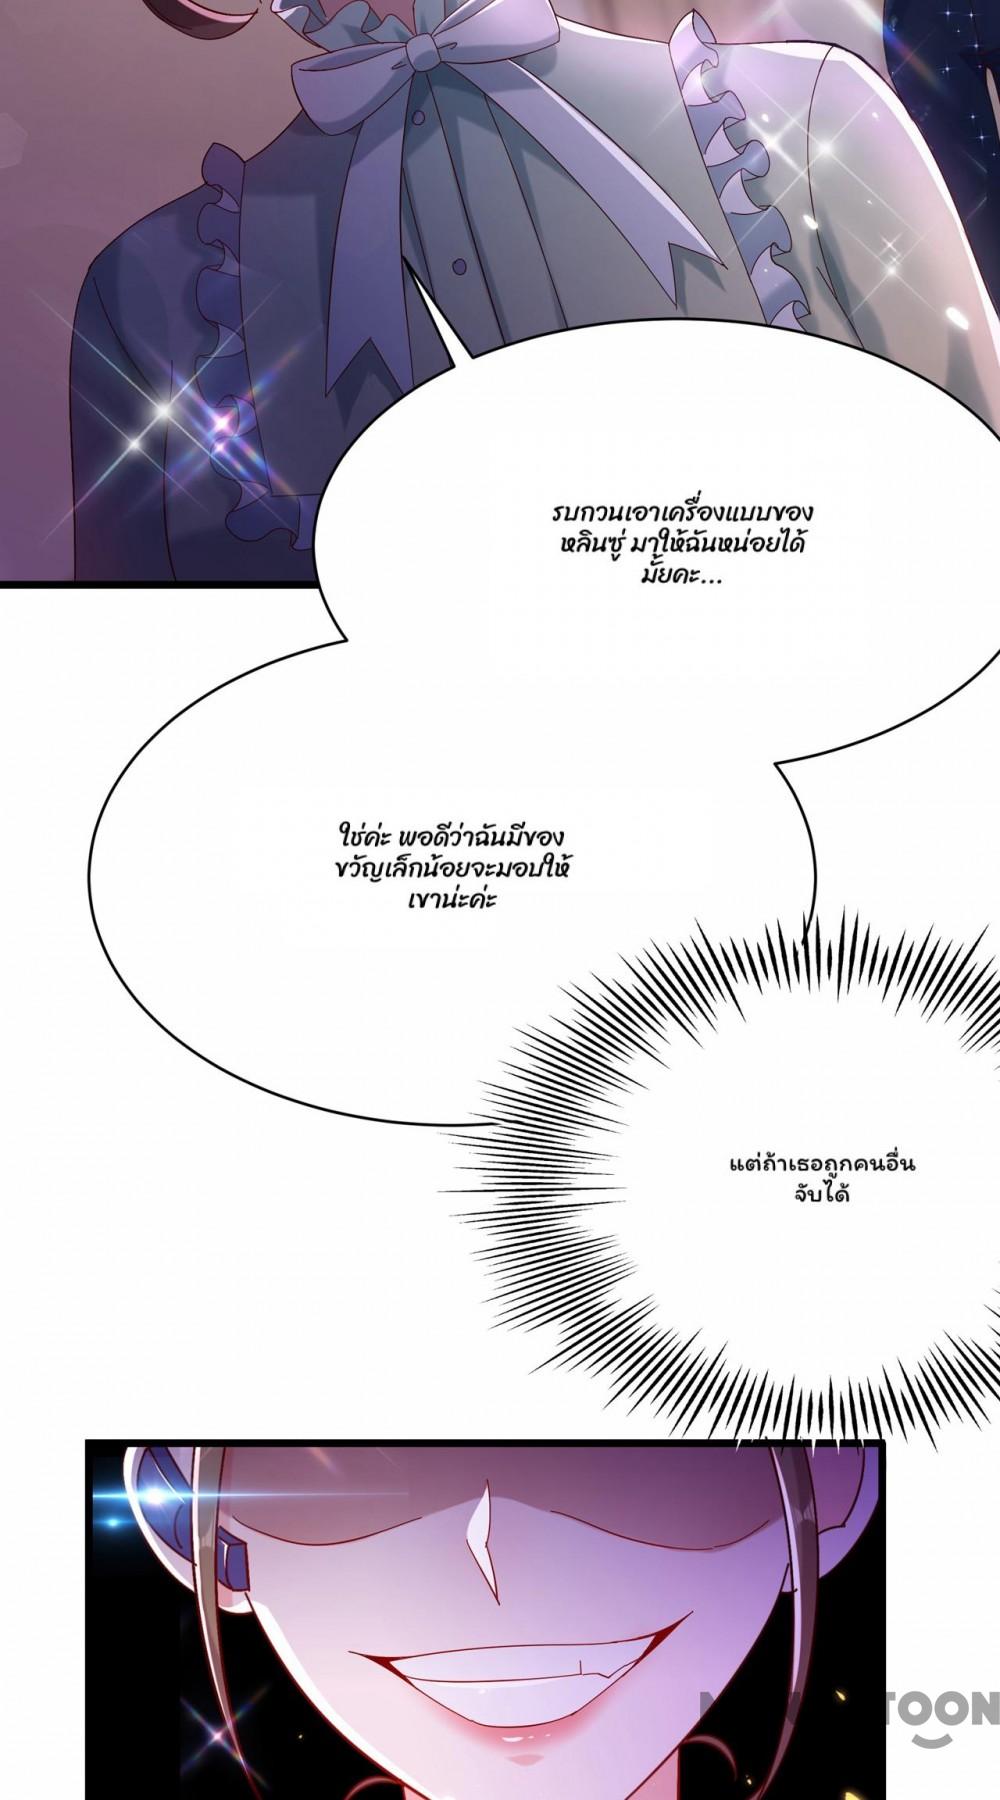 รบกวนเอาเครื่องแบบของ
หลินซู่ มาให้ฉันหน่อยได้
มั้ยคะ...
ใช่ค่ะ พอดีว่าฉันมีของ
ขวัญเล็กน้อยจะมอบให้
เขาน่ะค่ะ
แต่ถ้าเธอถูกคนอื่น
จับได้